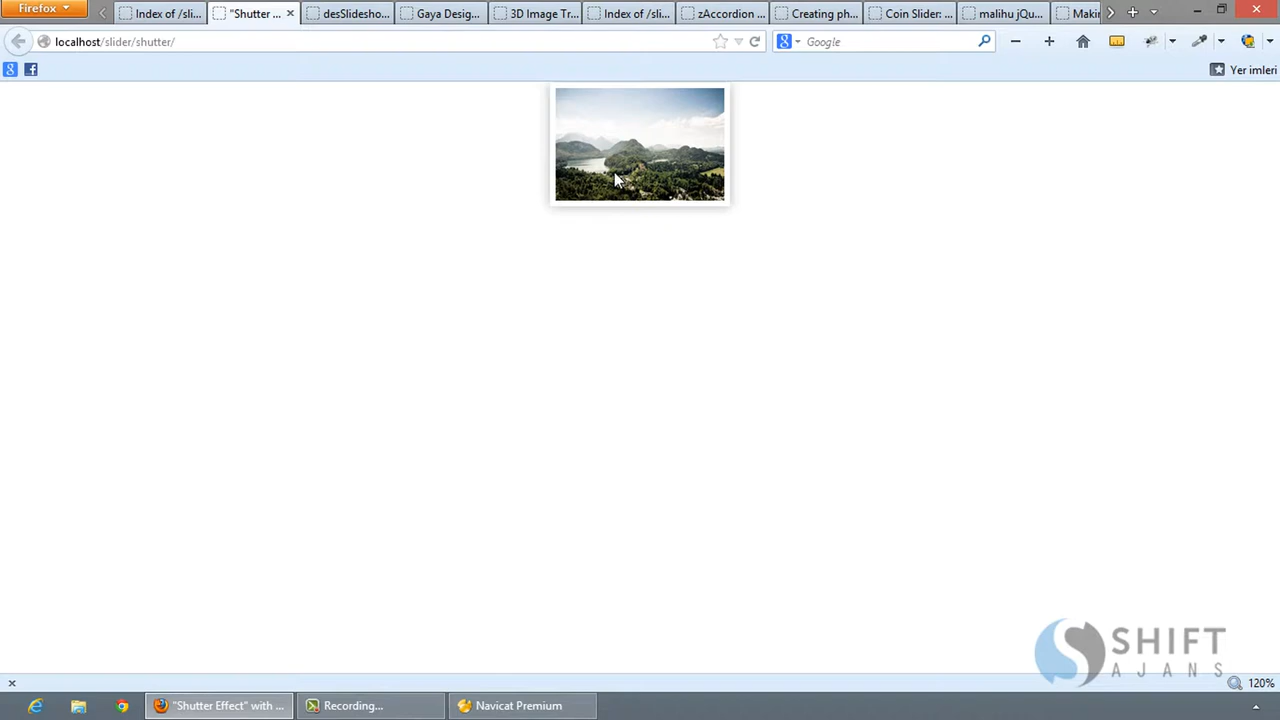 Firefox
Index of /sli...
"Shutter ...
desSlidesho...
Gaya Desig...
3D Image Tr...
Index of /sli...
zAccordion ...
Creating ph...
Coin Slider: ...
malihu jQu...
Makin
localhost/slider/shutter/
Google
Yer imleri
SHIFT
AJANS
120%
"Shutter Effect" with ...
Recording...
Navicat Premium